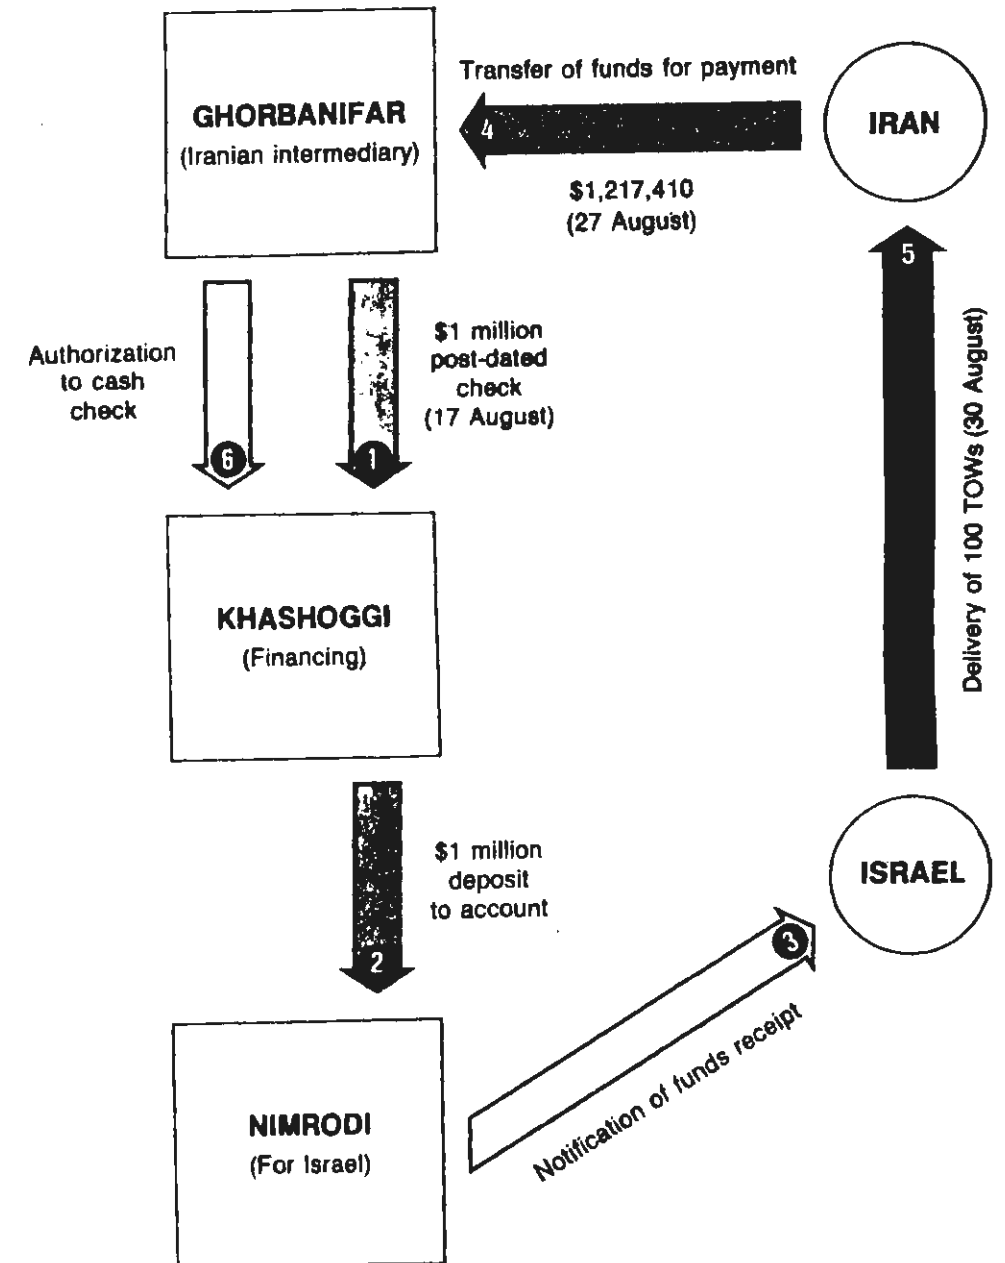 GHORBANIFAR
(Iranian intermediary)
Transfer of funds for payment
4
$1,217,410
(27 August)
IRAN
5
Delivery of 100 TOWs (30 August)
Authorization
to cash
check
6
1
$1 million
post-dated
check
(17 August)
KHASHOGGI
(Financing)
2
$1 million
deposit
to account
ISRAEL
3
Notification of funds receipt
NIMRODI
(For Israel)